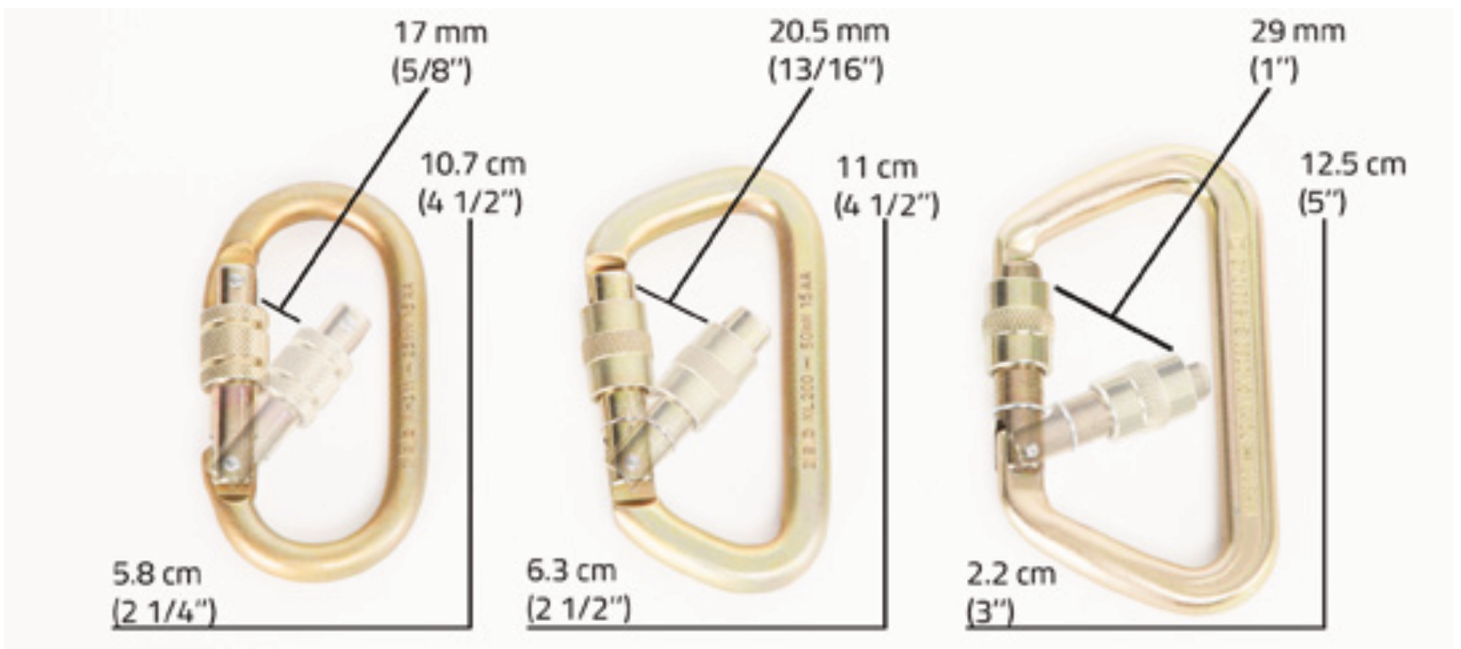 17 mm
(5/8")
10.7 cm
(4 1/2")
5.8 cm
(2 1/4")
20.5 mm
(13/16")
11 cm
(4 1/2")
6.3 cm
(2 1/2")
29 mm
(1")
12.5 cm
(5")
2.2 cm
(3")